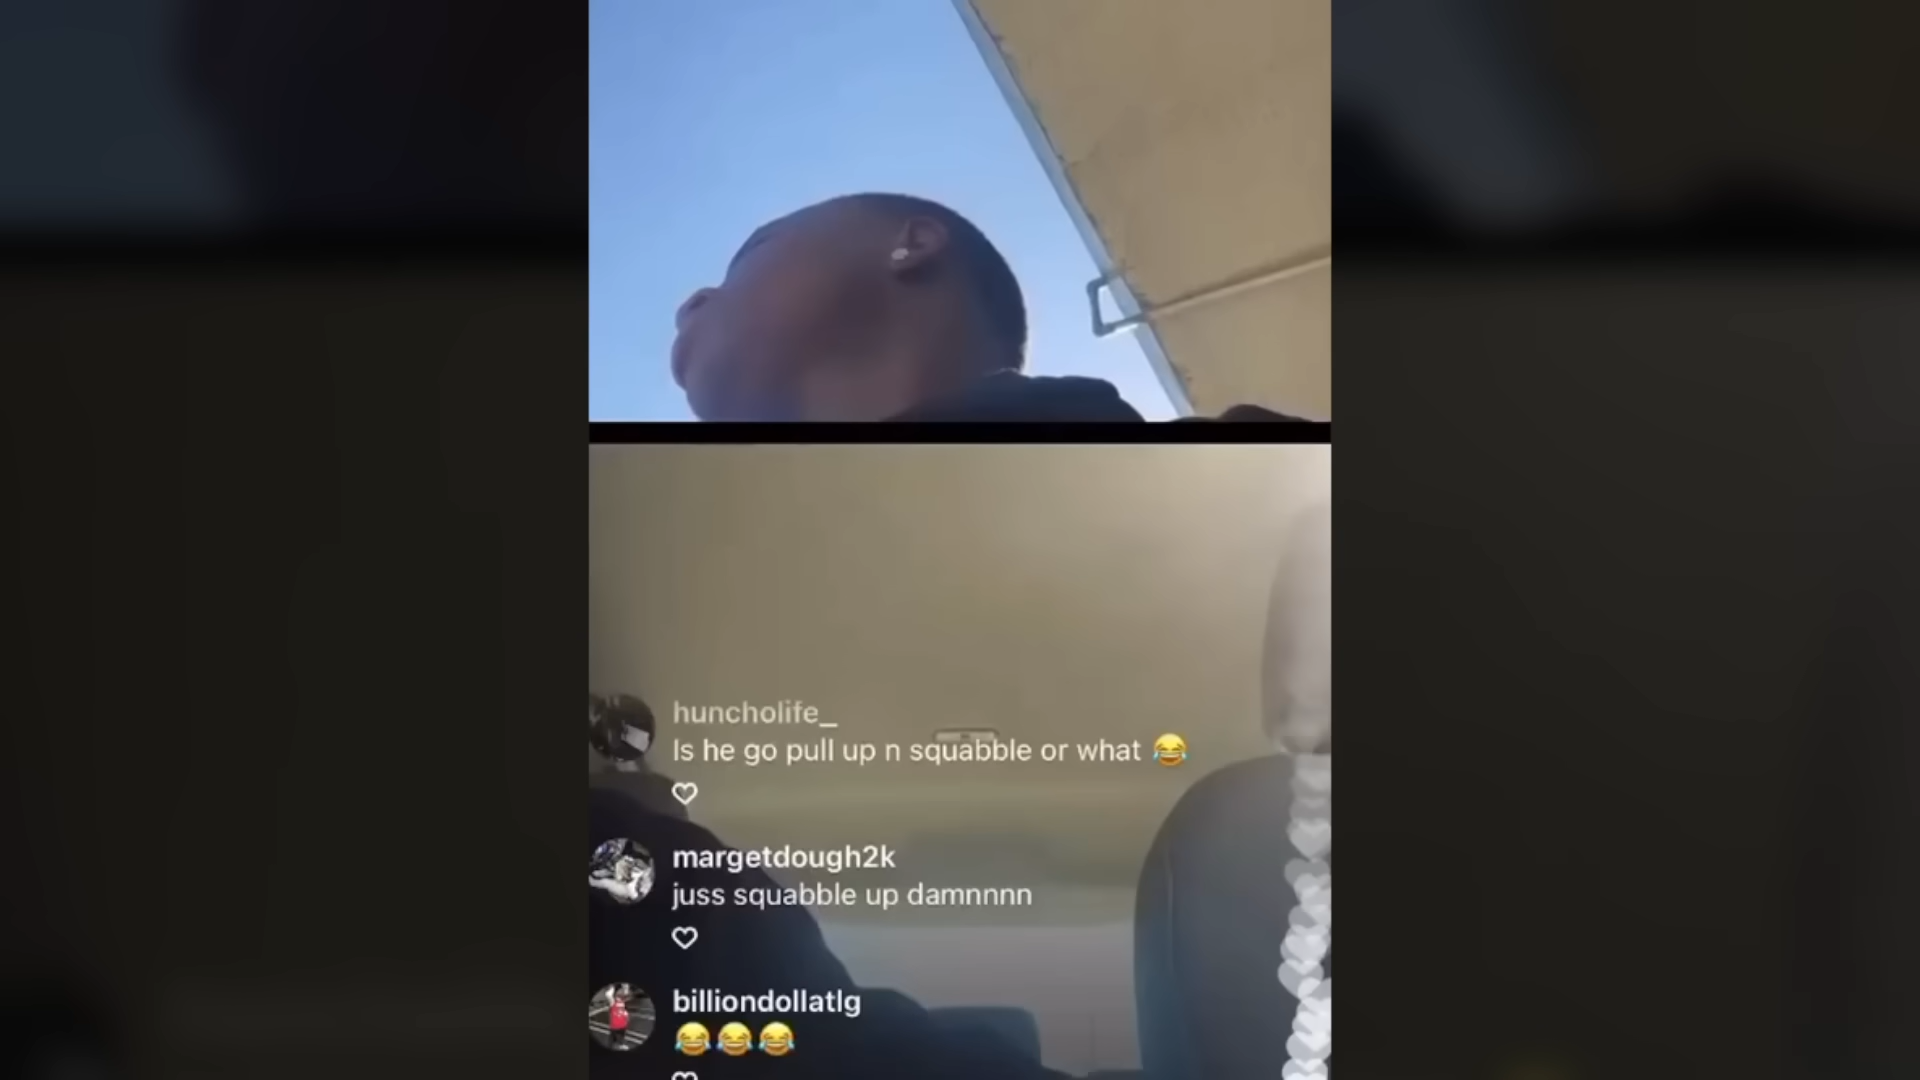 huncholife_
Is he go pull up n squabble or what 😂
margetdough2k
juss squabble up damnnnn
billiondollatlg
😂😂😂